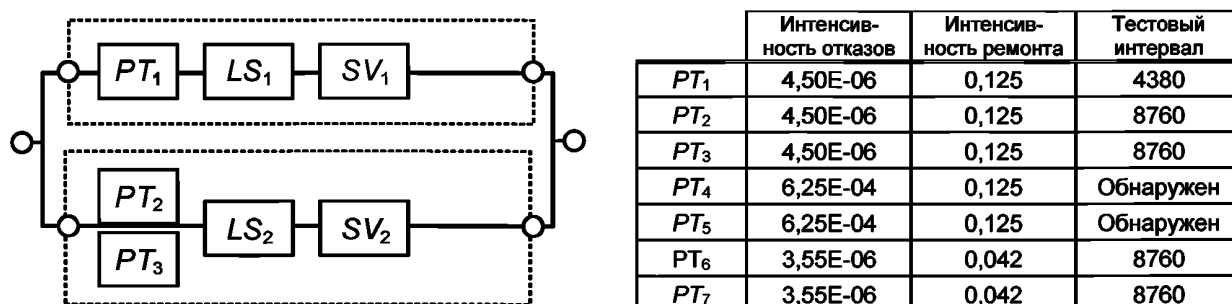 PT₁ LS₁ SV₁
PT₂
LS₂ SV₂
PT₃
Интенсив-
ность отказов
Интенсив-
ность ремонта
Тестовый
интервал
PT₁ 4,50E-06 0,125 4380
PT₂ 4,50E-06 0,125 8760
PT₃ 4,50E-06 0,125 8760
PT₄ 6,25E-04 0,125 Обнаружен
PT₅ 6,25E-04 0,125 Обнаружен
PT₆ 3,55E-06 0,042 8760
PT₇ 3,55E-06 0,042 8760